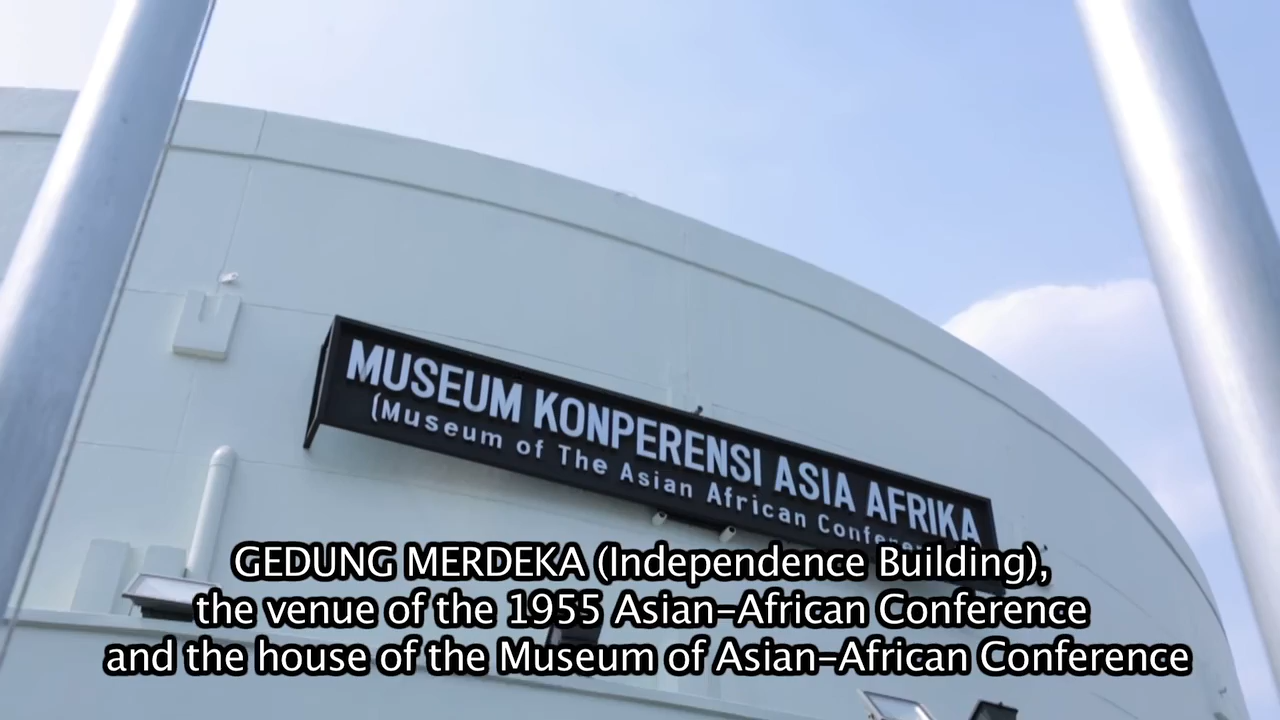 MUSEUM KONPERENSI ASIA AFRIKA
(Museum of The Asian African
GEDUNG MERDEKA (Independence Building),
the venue of the 1955 Asian-African Conference
and the house of the Museum of Asian-African Conference